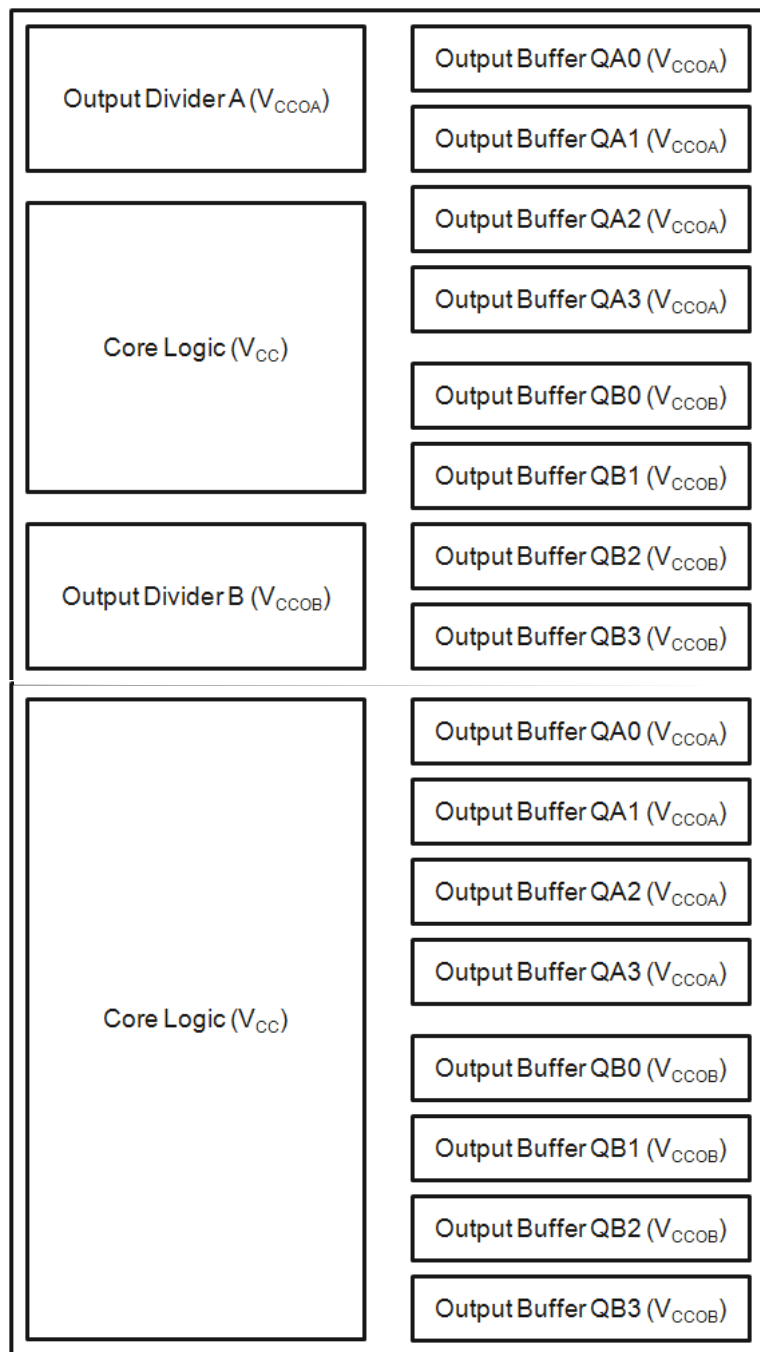 Output Divider A (VCCOA)
Core Logic (VCC)
Output Divider B (VCCOB)
Output Buffer QA0 (VCCOA)
Output Buffer QA1 (VCCOA)
Output Buffer QA2 (VCCOA)
Output Buffer QA3 (VCCOA)
Output Buffer QB0 (VCCOB)
Output Buffer QB1 (VCCOB)
Output Buffer QB2 (VCCOB)
Output Buffer QB3 (VCCOB)
Core Logic (VCC)
Output Buffer QA0 (VCCOA)
Output Buffer QA1 (VCCOA)
Output Buffer QA2 (VCCOA)
Output Buffer QA3 (VCCOA)
Output Buffer QB0 (VCCOB)
Output Buffer QB1 (VCCOB)
Output Buffer QB2 (VCCOB)
Output Buffer QB3 (VCCOB)